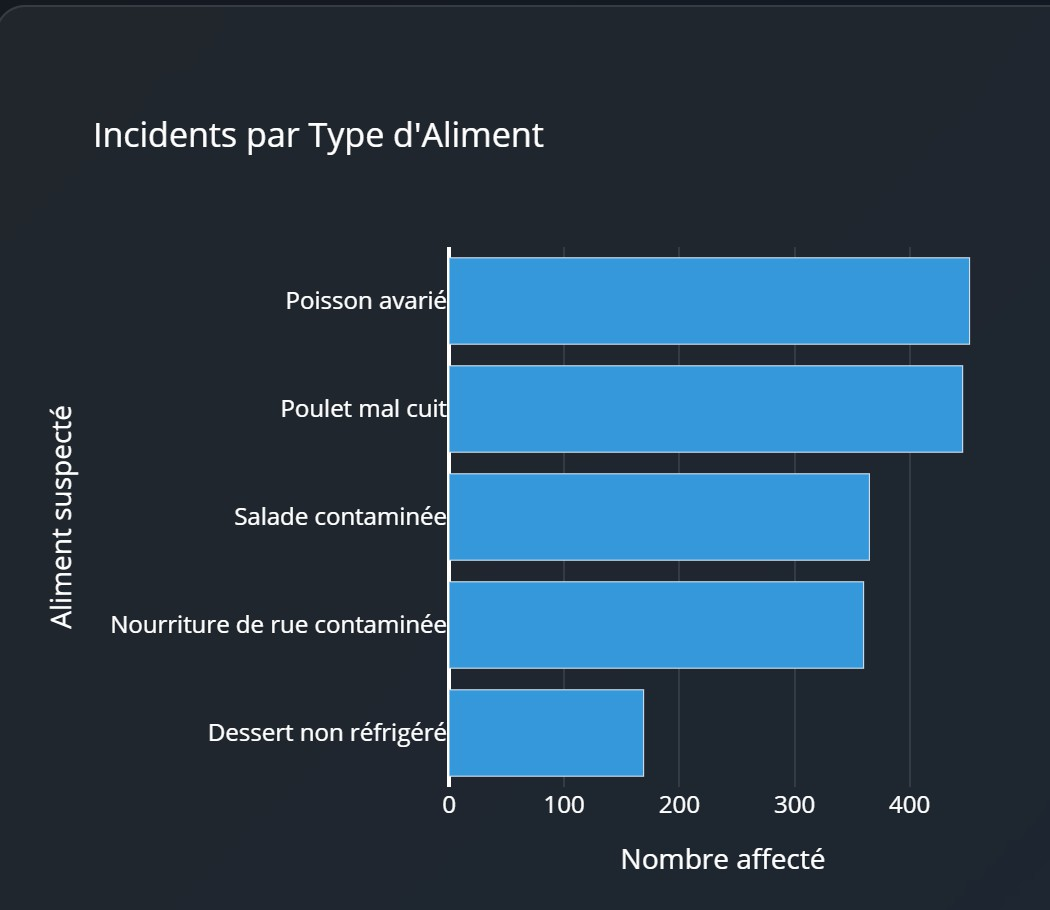 Incidents par Type d'Aliment
Aliment suspecté
Poisson avarié
Poulet mal cuit
Salade contaminée
Nourriture de rue contaminée
Dessert non réfrigéré
0 100 200 300 400
Nombre affecté